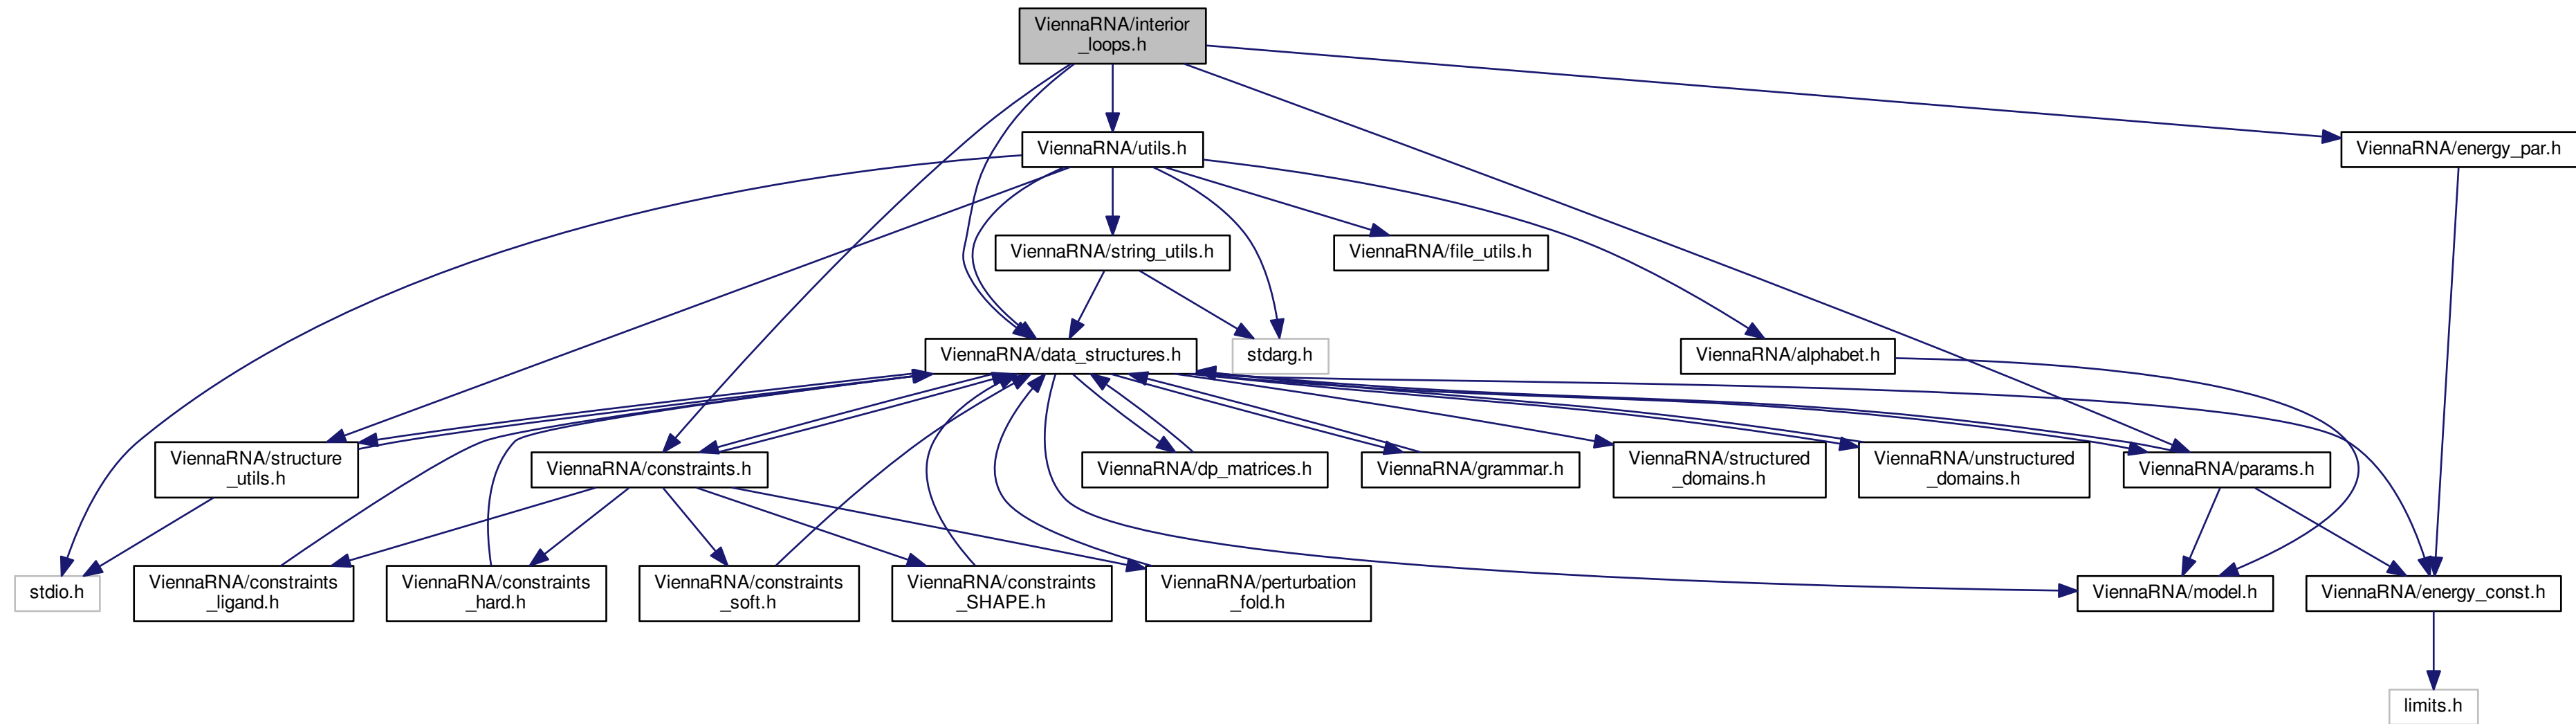 ViennaRNA/interior
_loops.h
ViennaRNA/utils.h
ViennaRNA/energy_par.h
ViennaRNA/string_utils.h
ViennaRNA/file_utils.h
ViennaRNA/data_structures.h
stdarg.h
ViennaRNA/alphabet.h
ViennaRNA/structure
_utils.h
ViennaRNA/constraints.h
ViennaRNA/dp_matrices.h
ViennaRNA/grammar.h
ViennaRNA/structured
_domains.h
ViennaRNA/unstructured
_domains.h
ViennaRNA/params.h
stdio.h
ViennaRNA/constraints
_ligand.h
ViennaRNA/constraints
_hard.h
ViennaRNA/constraints
_soft.h
ViennaRNA/constraints
_SHAPE.h
ViennaRNA/perturbation
_fold.h
ViennaRNA/model.h
ViennaRNA/energy_const.h
limits.h